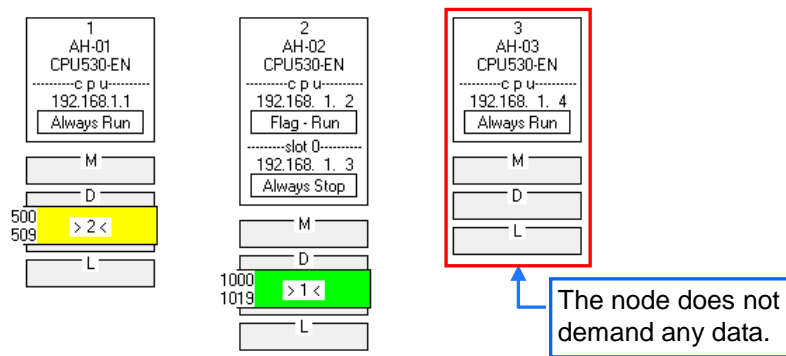 1
AH-01
CPU530-EN
--------c p u--------
192.168.1.1
Always Run
M
D
500
509
> 2 <
L
2
AH-02
CPU530-EN
--------c p u--------
192.168. 1. 2
Flag - Run
--------slot 0--------
192.168. 1. 3
Always Stop
M
D
1000
1019
> 1 <
L
3
AH-03
CPU530-EN
--------c p u--------
192.168. 1. 4
Always Run
M
D
L
The node does not
demand any data.